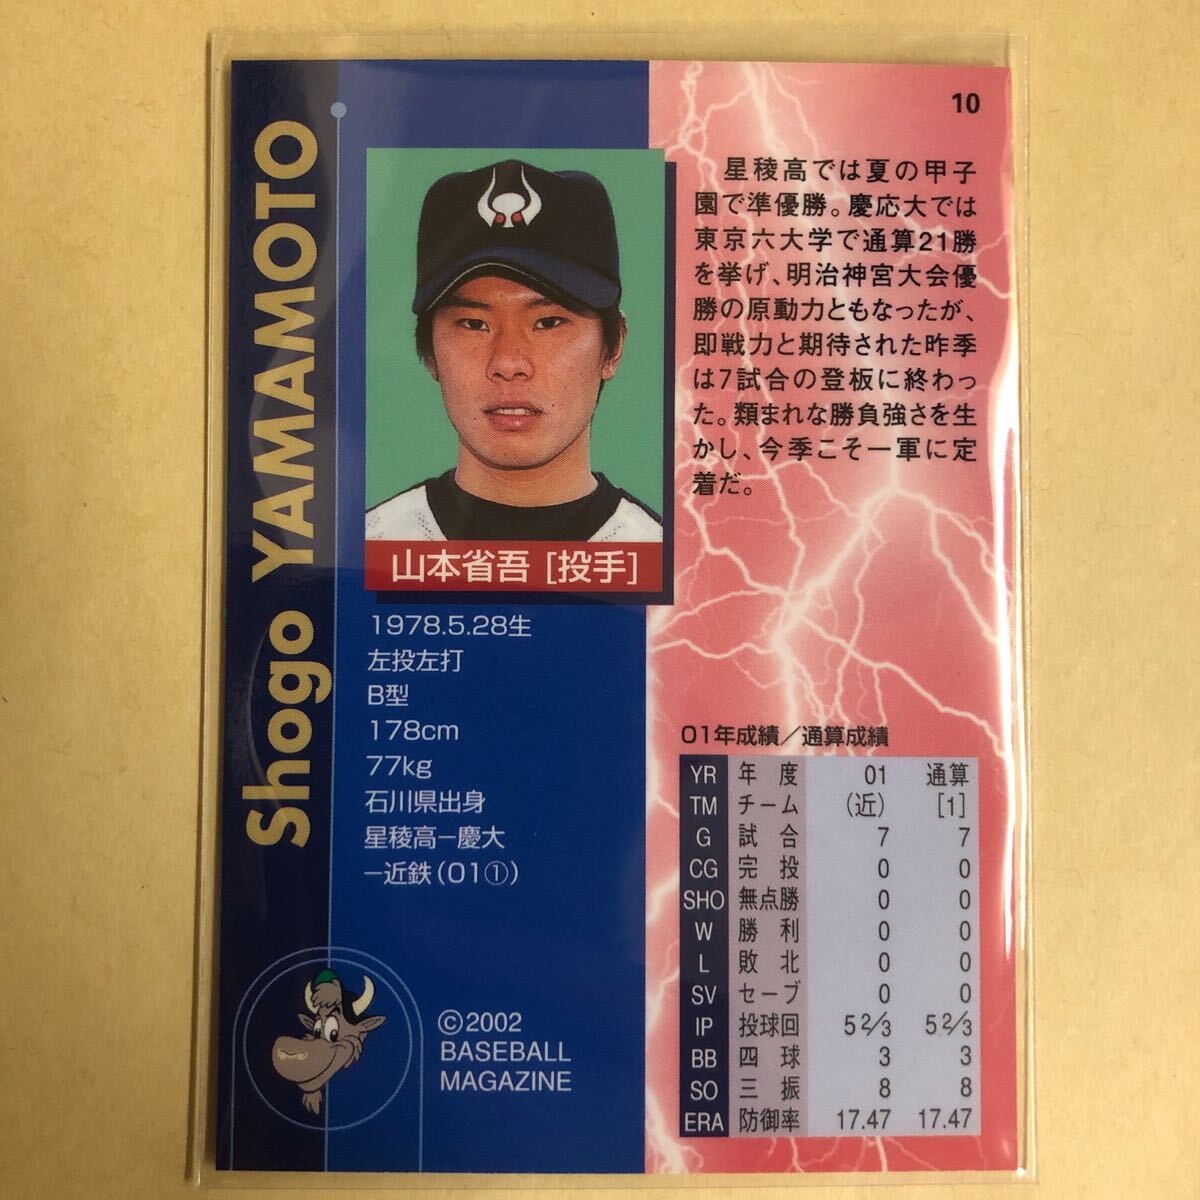 Shogo YAMAMOTO
10
星稜高では夏の甲子
園で準優勝。慶応大では
東京六大学で通算21勝
を挙げ、明治神宮大会優
勝の原動力ともなったが、
即戦力と期待された昨季
は7試合の登板に終わっ
た。類まれな勝負強さを生
かし、今季こそ一軍に定
着だ。
山本省吾 [投手]
1978.5.28生
左投左打
B型
178cm
77kg
石川県出身
星稜高－慶大
－近鉄(01①)
©2002
BASEBALL
MAGAZINE
01年成績／通算成績
YR 年度 01 通算
TM チーム (近) [1]
G 試合 7 7
CG 完投 0 0
SHO 無点勝 0 0
W 勝利 0 0
L 敗北 0 0
SV セーブ 0 0
IP 投球回 5 2/3 5 2/3
BB 四球 3 3
SO 三振 8 8
ERA 防御率 17.47 17.47